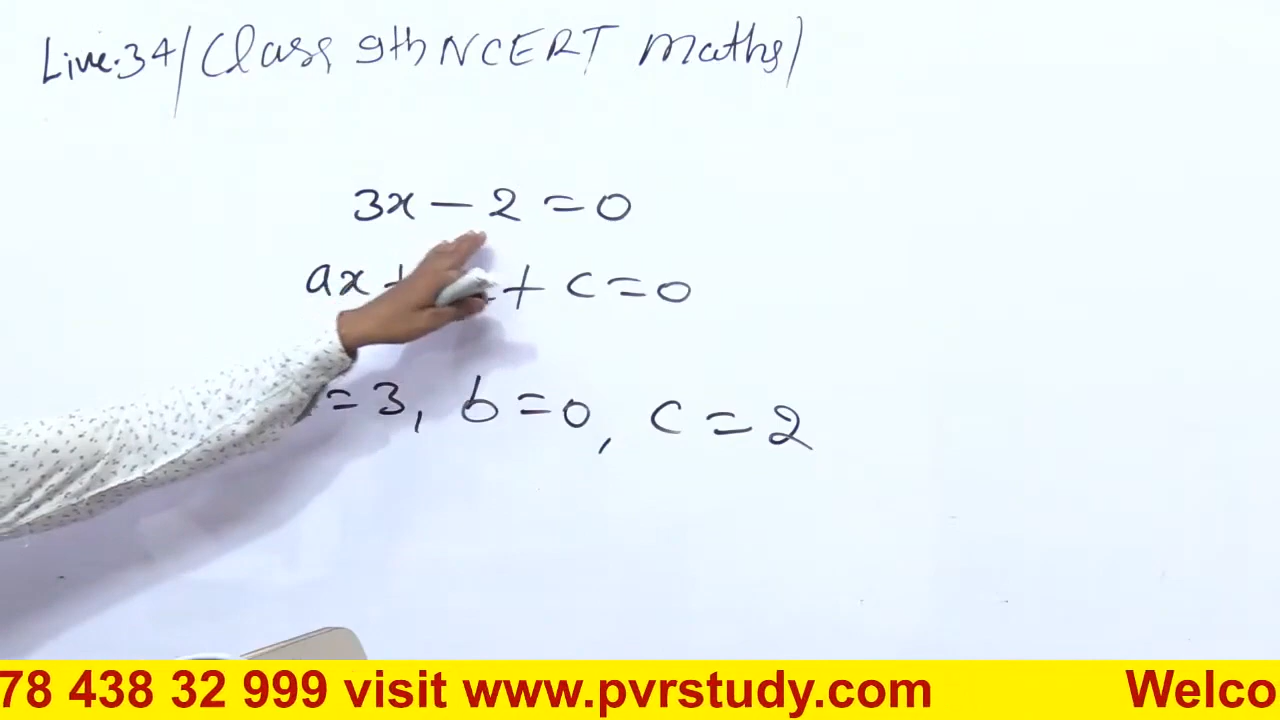 Live.34/Class 9th NCERT Maths/
3x - 2 = 0
ax + + c = 0
= 3, b = 0, c = 2
78 438 32 999 visit www.pvrstudy.com Welco